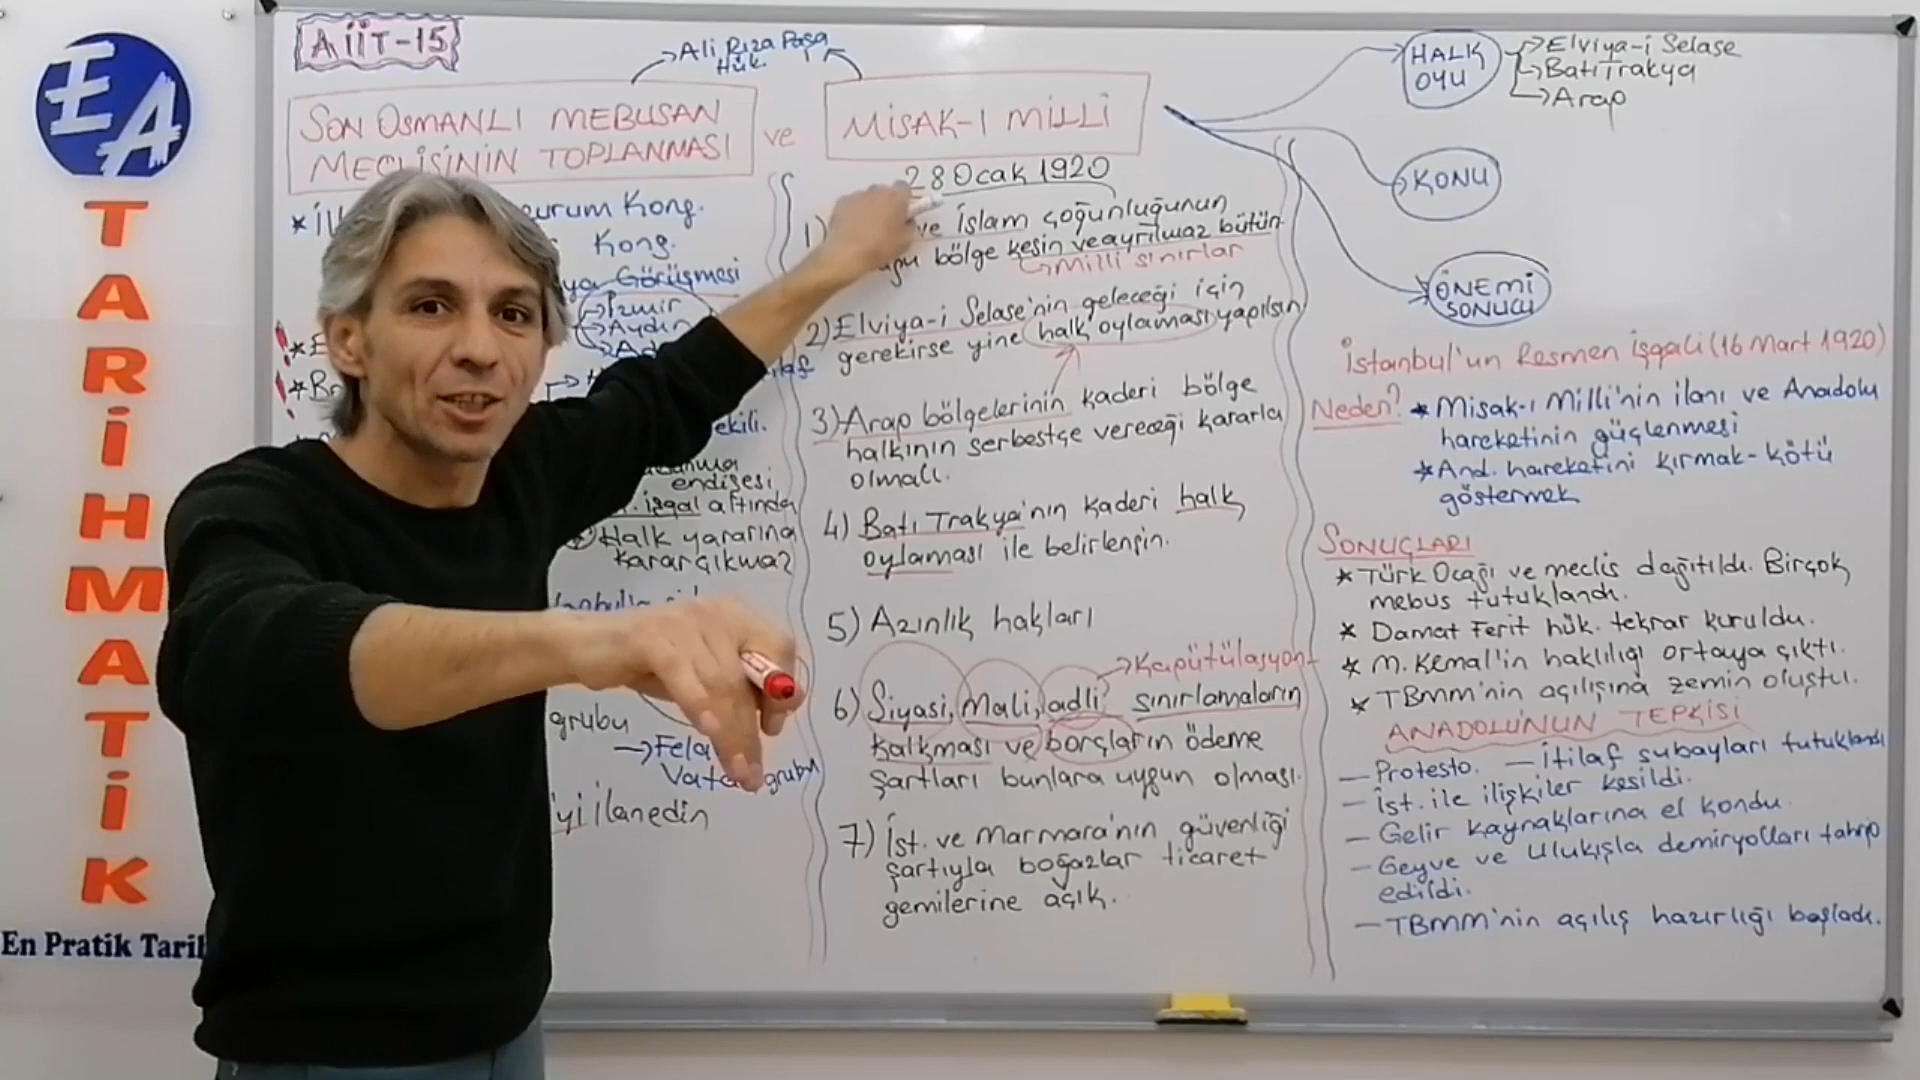 EA
TARİHMATİK
En Pratik Tarih
AİİT-15
Ali Rıza Paşa
Hük.
SON OSMANLI MEBUSAN
MECLİSİNİN TOPLANMASI
ve
MİSAK-I MİLLİ
urum Kong.
Kong.
Görüşmesi
→İzmir
→Aydın
ekili.
endişesi
işgal altında
Halk yararına
Karar çıkmaz
grubu
→Fela
Vata grubu
'yi ilan edin
28 Ocak 1920
1) ve İslam çoğunluğunun
bölge kesin ve ayrılmaz bütün
→Milli sınırlar
2) Elviya-i Selase'nin geleceği için
gerekirse yine halk oylaması yapılsın
3) Arap bölgelerinin kaderi bölge
halkının serbestçe vereceği kararla
olmalı.
4) Batı Trakya'nın kaderi halk
oylaması ile belirlensin.
5) Azınlık hakları
→Kapütülasyon
6) Siyasi, Mali, adli sınırlamaların
kalkması ve borçların ödeme
şartları bunlara uygun olması.
7) İst. ve Marmara'nın güvenliği
şartıyla boğazlar ticaret
gemilerine açık.
HALK
OYU
→Elviya-i Selase
→Batı Trakya
→Arap
KONU
ÖNEMİ
SONUCU
İstanbul'un Resmen işgali (16 Mart 1920)
Neden? * Misak-ı Milli'nin ilanı ve Anadolu
hareketinin güçlenmesi
* And. hareketini kırmak-kötü
göstermek
SONUÇLARI
* Türk Ocağı ve meclis dağıtıldı. Birçok
mebus tutuklandı.
* Damat Ferit hük. tekrar kuruldu.
* M. Kemal'in haklılığı ortaya çıktı.
* TBMM'nin açılışına zemin oluştu.
ANADOLU'NUN TEPKİSİ
— Protesto. — İtilaf subayları tutuklandı
— İst. ile ilişkiler kesildi.
— Gelir kaynaklarına el kondu.
— Geyve ve Ulukışla demiryolları tahrip
edildi.
— TBMM'nin açılış hazırlığı başladı.